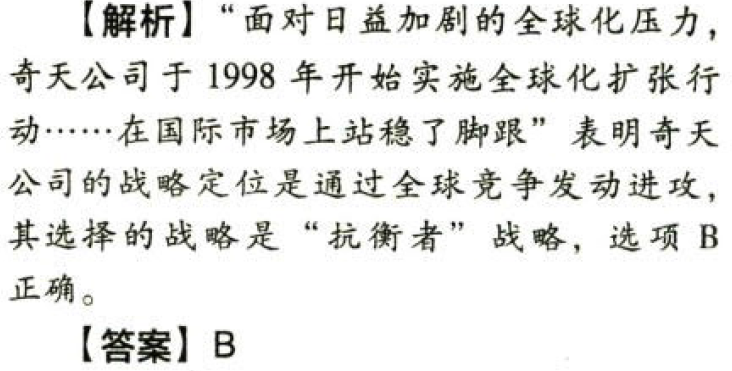 【解析】“面对日益加剧的全球化压力，
奇天公司于 1998 年开始实施全球化扩张行
动……在国际市场上站稳了脚跟”表明奇天
公司的战略定位是通过全球竞争发动进攻，
其选择的战略是“抗衡者”战略，选项 B
正确。
【答案】B